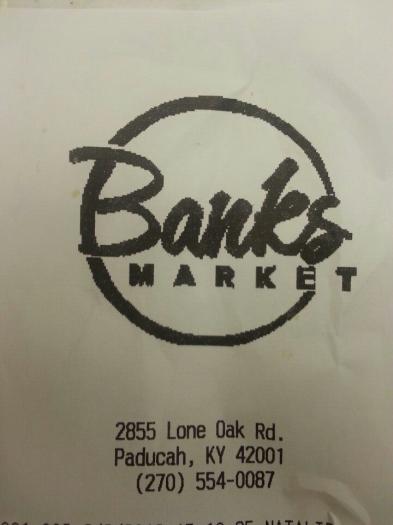 Banks
MARKET
2855 Lone Oak Rd.
Paducah, KY 42001
(270) 554-0087